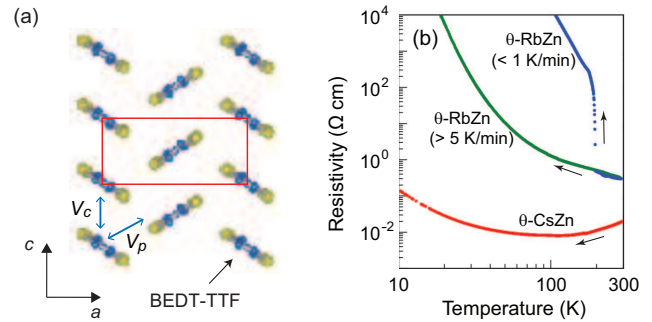 (a)
V_c
V_p
c
a
BEDT-TTF
(b)
θ-RbZn
(< 1 K/min)
θ-RbZn
(> 5 K/min)
θ-CsZn
Resistivity (Ω cm)
10^4
10^2
10^0
10^-2
10
100
300
Temperature (K)